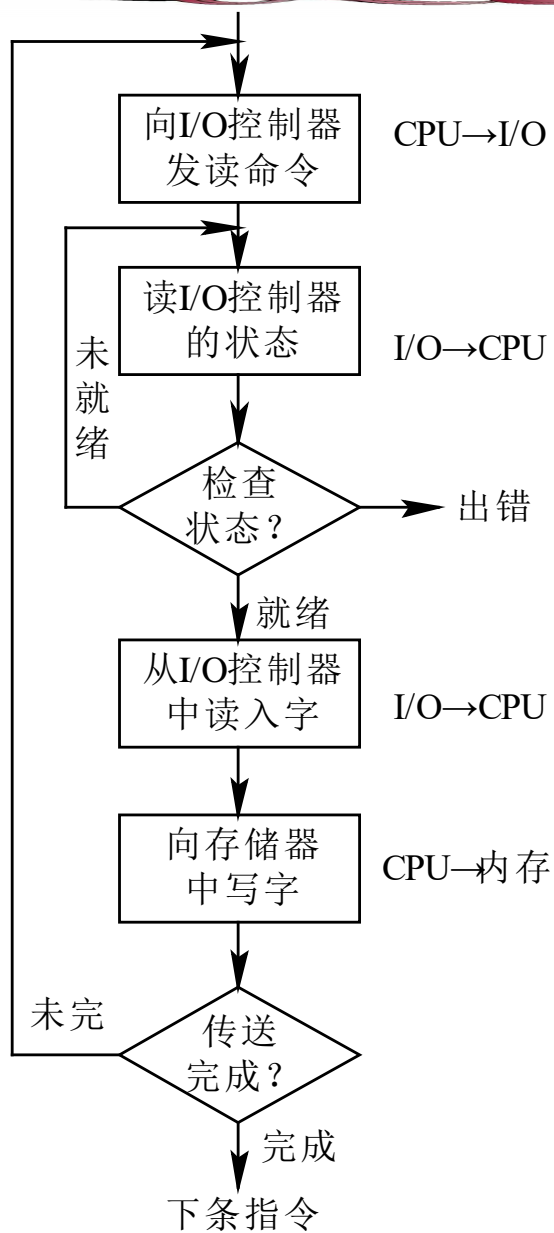 向I/O控制器
发读命令
CPU→I/O
读I/O控制器
的状态
I/O→CPU
未
就
绪
检查
状态?
出错
就绪
从I/O控制器
中读入字
I/O→CPU
向存储器
中写字
CPU→内存
未完
传送
完成?
完成
下条指令